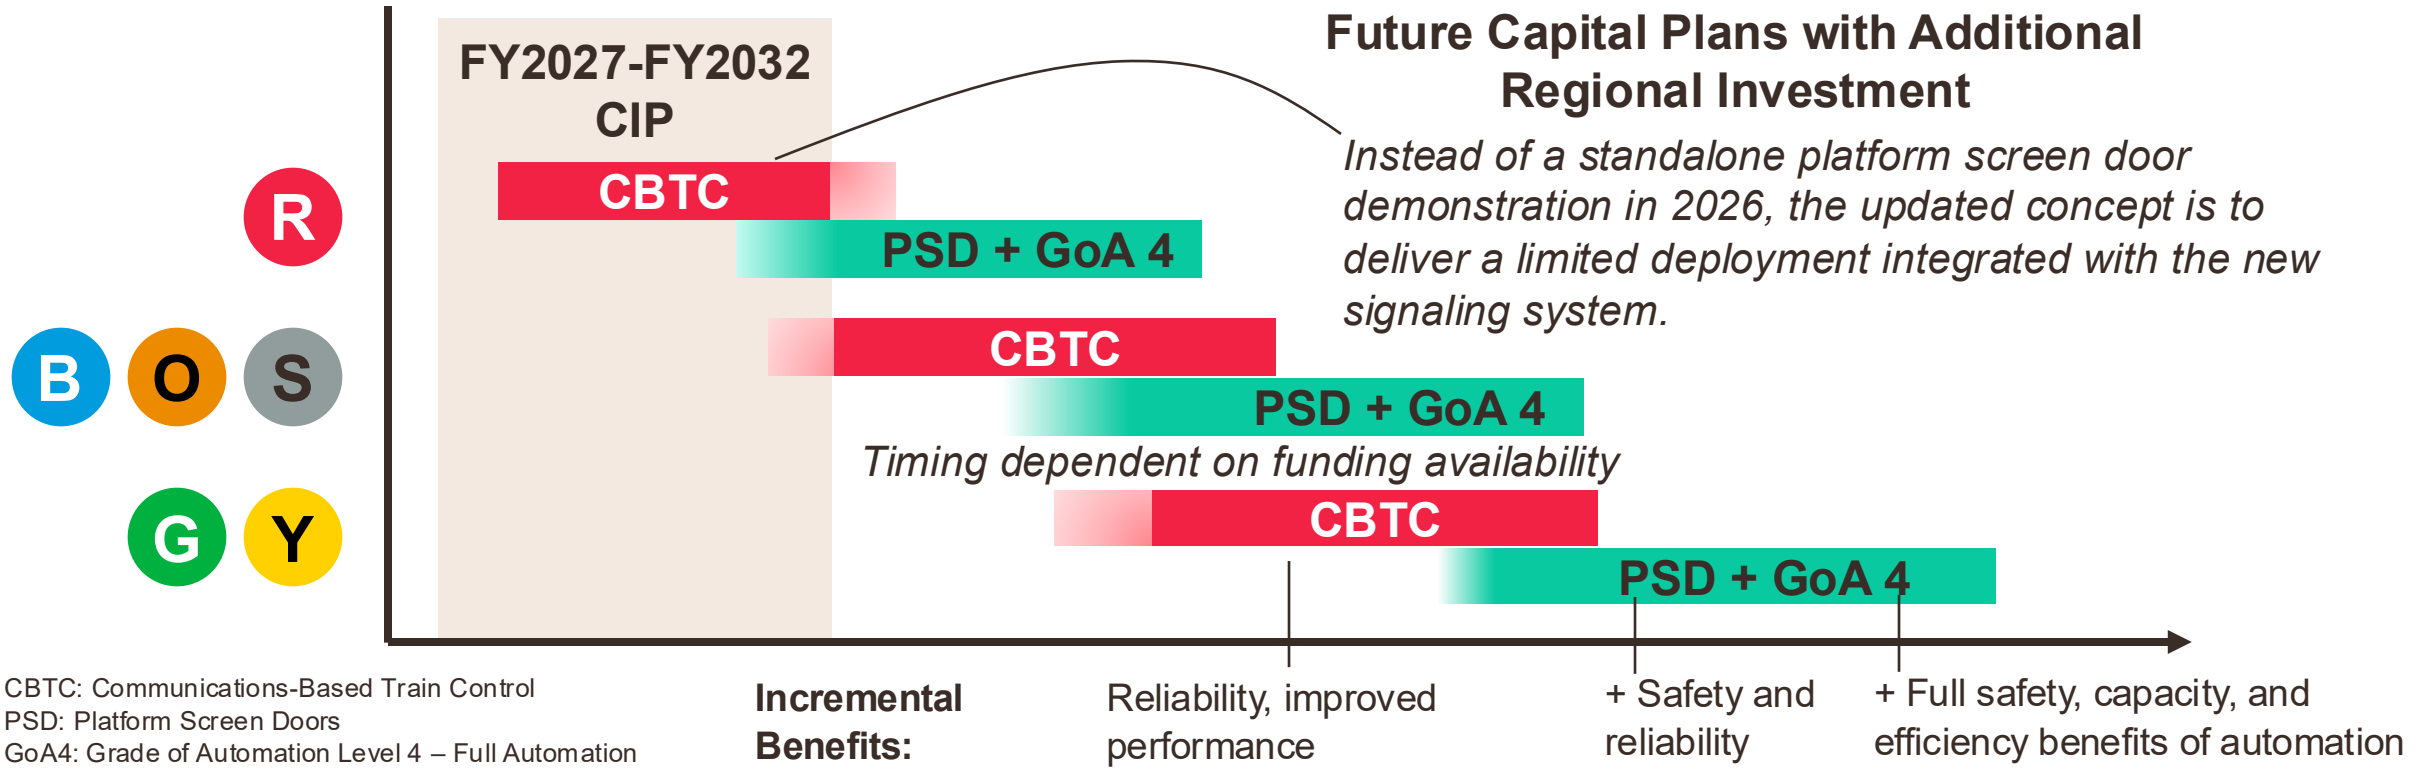 FY2027-FY2032
CIP
Future Capital Plans with Additional
Regional Investment
Instead of a standalone platform screen door
demonstration in 2026, the updated concept is to
deliver a limited deployment integrated with the new
signaling system.
R
CBTC
PSD + GoA 4
B O S
CBTC
PSD + GoA 4
Timing dependent on funding availability
G Y
CBTC
PSD + GoA 4
CBTC: Communications-Based Train Control
PSD: Platform Screen Doors
GoA4: Grade of Automation Level 4 – Full Automation
Incremental
Benefits:
Reliability, improved
performance
+ Safety and
reliability
+ Full safety, capacity, and
efficiency benefits of automation